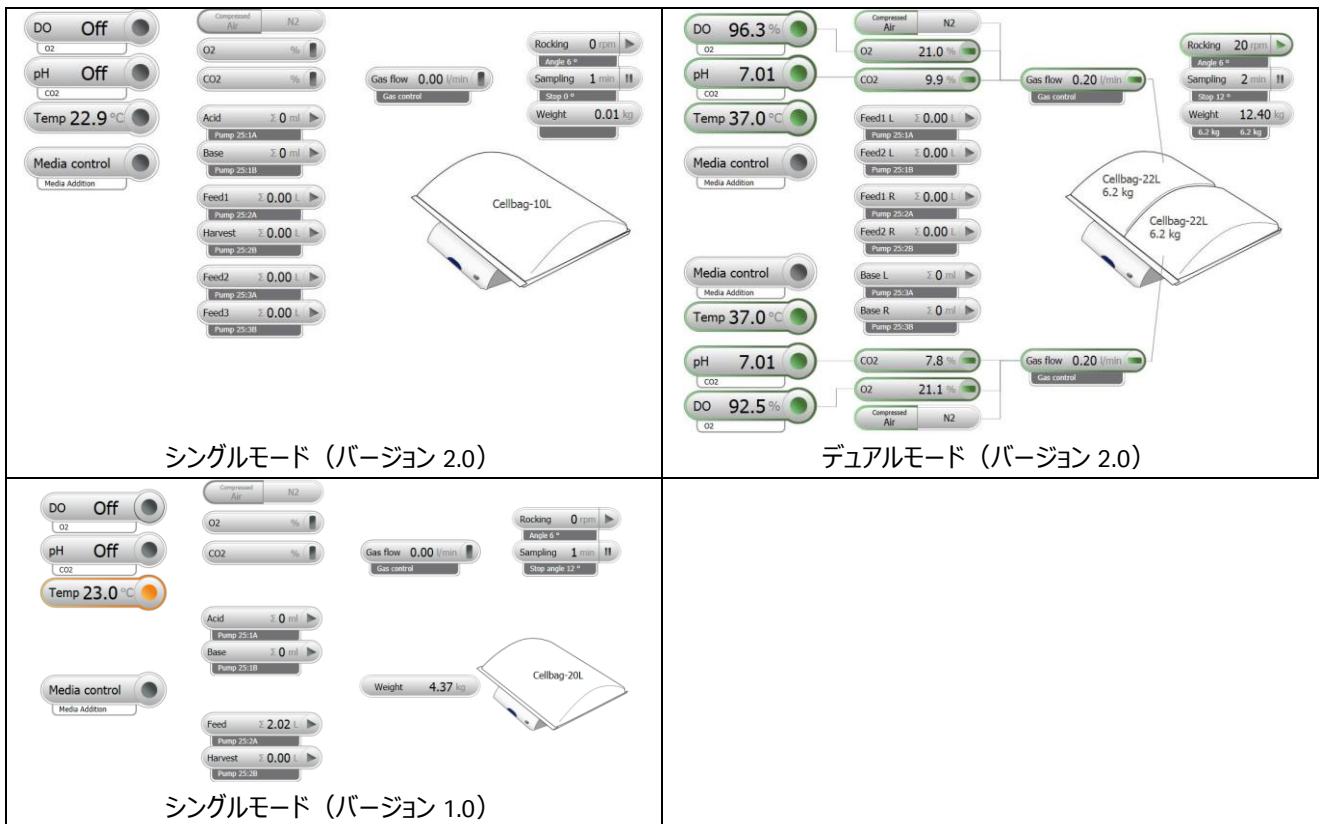 DO Off
O2
pH Off
CO2
Temp 22.9 °C
Media control
Media Addition
Compressed Air N2
O2 %
CO2 %
Acid Σ 0 ml
Pump 25:1A
Base Σ 0 ml
Pump 25:1B
Feed1 Σ 0.00 L
Pump 25:2A
Harvest Σ 0.00 L
Pump 25:2B
Feed2 Σ 0.00 L
Pump 25:3A
Feed3 Σ 0.00 L
Pump 25:3B
Gas flow 0.00 l/min
Gas control
Rocking 0 rpm
Angle 6 °
Sampling 1 min
Stop 0 °
Weight 0.01 kg
Cellbag-10L
シングルモード（バージョン 2.0）
DO 96.3 %
O2
pH 7.01
CO2
Temp 37.0 °C
Media control
Media Addition
Media control
Media Addition
Temp 37.0 °C
pH 7.01
CO2
DO 92.5 %
O2
Compressed Air N2
O2 21.0 %
CO2 9.9 %
Feed1 L Σ 0.00 L
Pump 25:1A
Feed2 L Σ 0.00 L
Pump 25:1B
Feed1 R Σ 0.00 L
Pump 25:2A
Feed2 R Σ 0.00 L
Pump 25:2B
Base L Σ 0 ml
Pump 25:3A
Base R Σ 0 ml
Pump 25:3B
CO2 7.8 %
O2 21.1 %
Compressed Air N2
Gas flow 0.20 l/min
Gas control
Gas flow 0.20 l/min
Gas control
Rocking 20 rpm
Angle 6 °
Sampling 2 min
Stop 12 °
Weight 12.40 kg
6.2 kg 6.2 kg
Cellbag-22L
6.2 kg
Cellbag-22L
6.2 kg
デュアルモード（バージョン 2.0）
DO Off
O2
pH Off
CO2
Temp 23.0 °C
Media control
Media Addition
Compressed Air N2
O2 %
CO2 %
Acid Σ 0 ml
Pump 25:1A
Base Σ 0 ml
Pump 25:1B
Feed Σ 2.02 L
Pump 25:2A
Harvest Σ 0.00 L
Pump 25:2B
Gas flow 0.00 l/min
Gas control
Weight 4.37 kg
Rocking 0 rpm
Angle 6 °
Sampling 1 min
Stop angle 12 °
Cellbag-20L
シングルモード（バージョン 1.0）